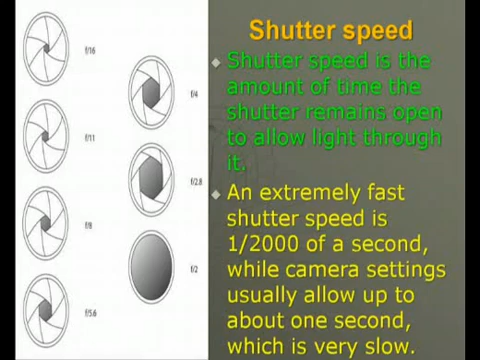 f/16
f/11
f/8
f/5.6
f/4
f/2.8
f/2
Shutter speed
Shutter speed is the
amount of time the
shutter remains open
to allow light through
it.
An extremely fast
shutter speed is
1/2000 of a second,
while camera settings
usually allow up to
about one second,
which is very slow.